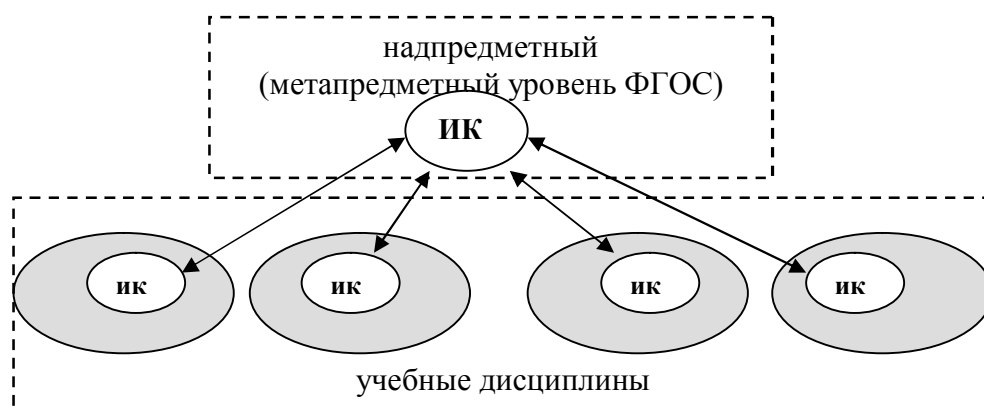 надпредметный
(метапредметный уровень ФГОС)
ИК
ик ик ик ик
учебные дисциплины